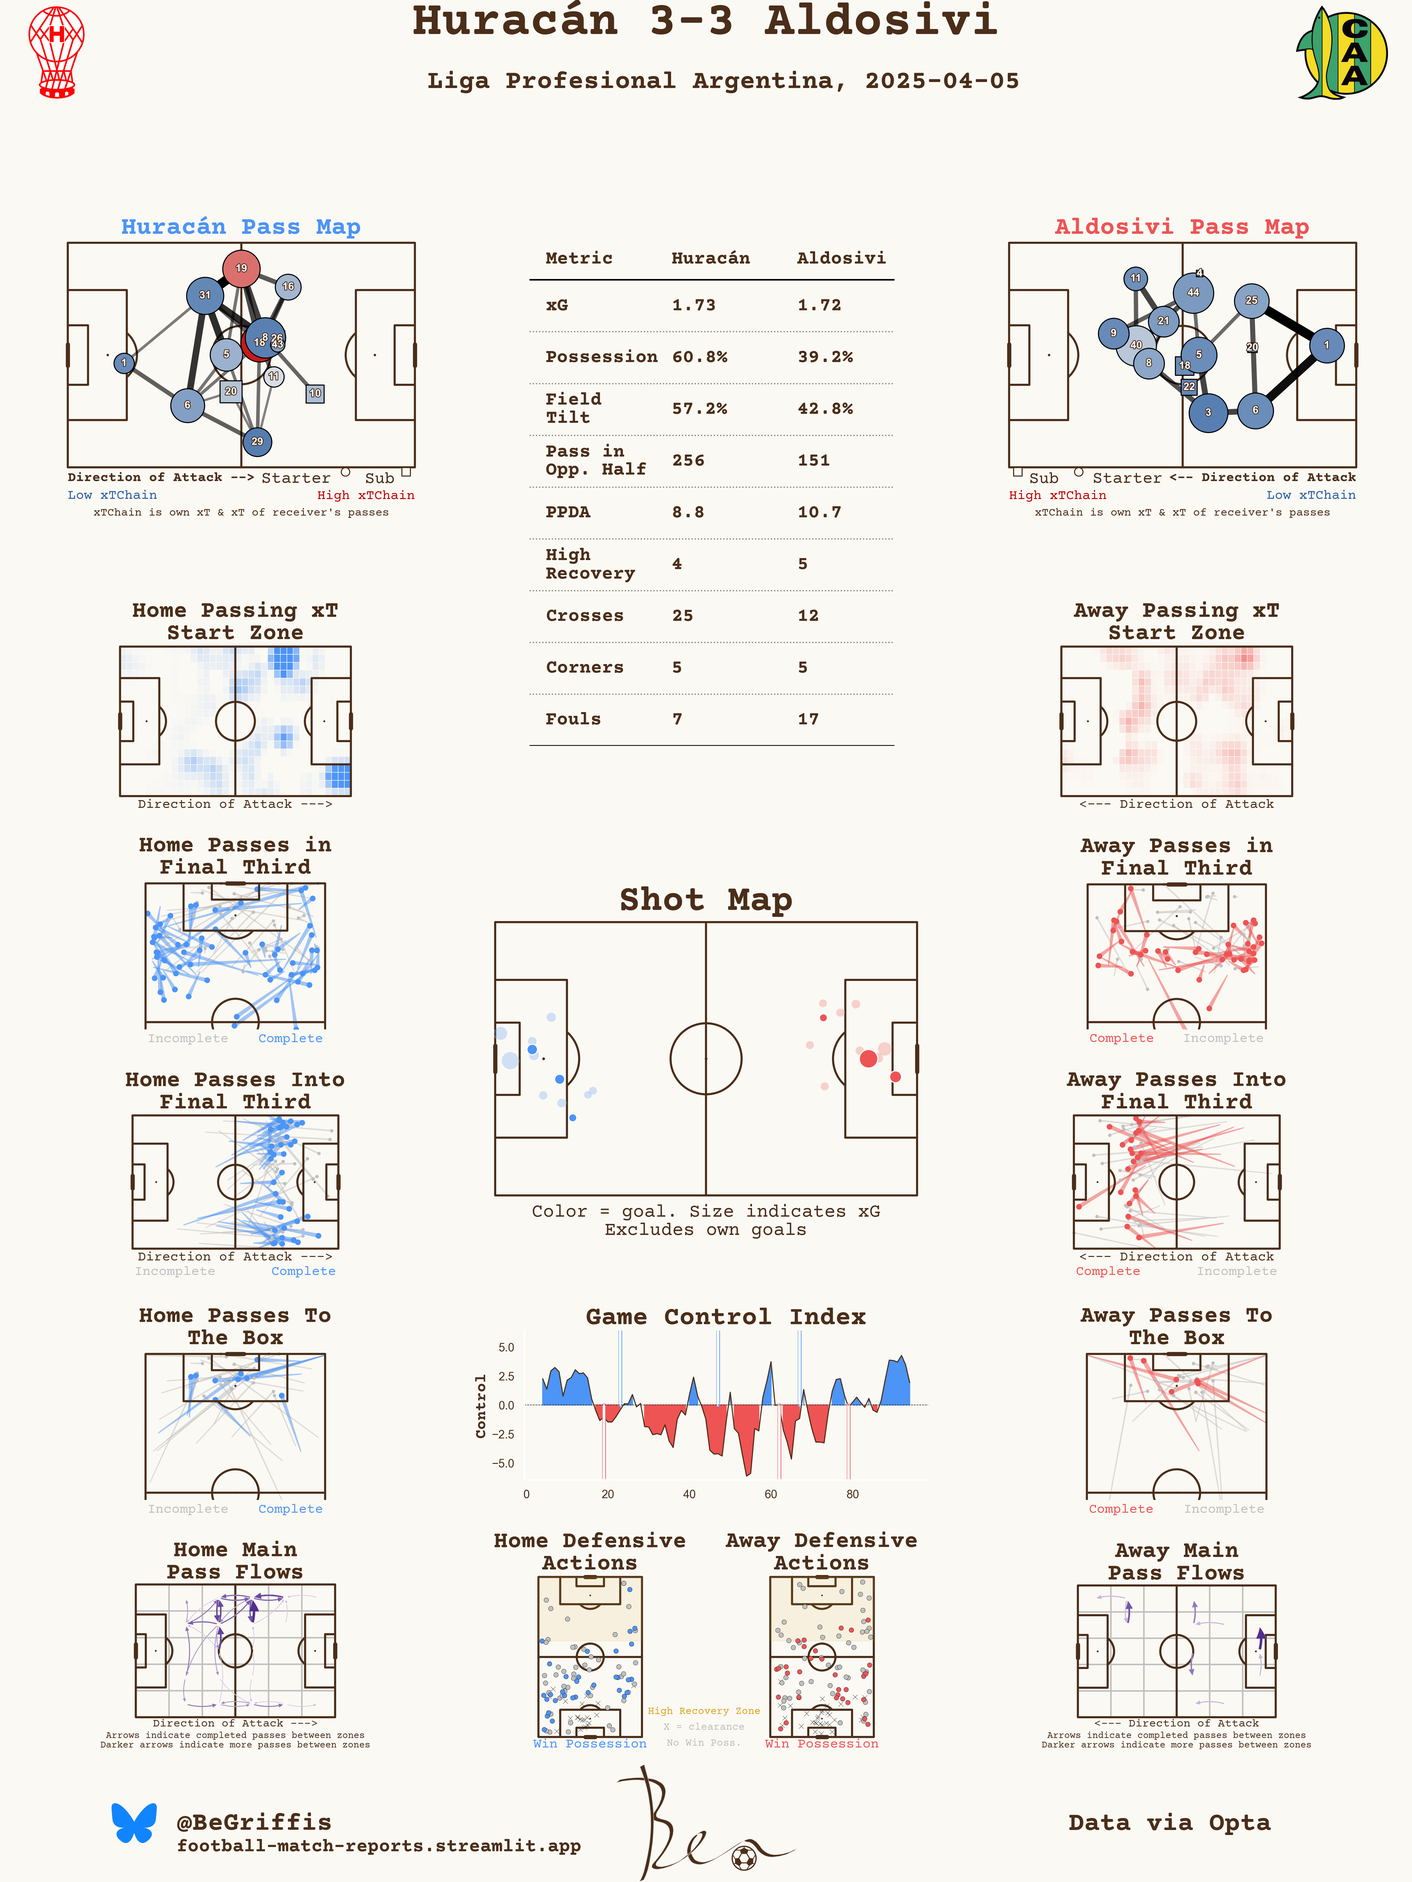 Huracán 3-3 Aldosivi
Liga Profesional Argentina, 2025-04-05
H
CAA
Huracán Pass Map
19
16
31
8
26
18
43
5
1
11
20
10
6
29
Direction of Attack --> Starter Sub
Low xTChain High xTChain
xTChain is own xT & xT of receiver's passes
Metric Huracán Aldosivi
xG 1.73 1.72
Possession 60.8% 39.2%
Field
Tilt 57.2% 42.8%
Pass in
Opp. Half 256 151
PPDA 8.8 10.7
High
Recovery 4 5
Crosses 25 12
Corners 5 5
Fouls 7 17
Aldosivi Pass Map
4
11
44
25
21
9
40
20
1
5
8
18
22
3
6
Sub Starter <-- Direction of Attack
High xTChain Low xTChain
xTChain is own xT & xT of receiver's passes
Home Passing xT
Start Zone
Direction of Attack --->
Away Passing xT
Start Zone
<--- Direction of Attack
Home Passes in
Final Third
Incomplete Complete
Away Passes in
Final Third
Complete Incomplete
Shot Map
Color = goal. Size indicates xG
Excludes own goals
Home Passes Into
Final Third
Direction of Attack --->
Incomplete Complete
Away Passes Into
Final Third
<--- Direction of Attack
Complete Incomplete
Home Passes To
The Box
Incomplete Complete
Game Control Index
Control
5.0
2.5
0.0
−2.5
−5.0
0 20 40 60 80
Away Passes To
The Box
Complete Incomplete
Home Main
Pass Flows
Direction of Attack --->
Arrows indicate completed passes between zones
Darker arrows indicate more passes between zones
Home Defensive
Actions
Win Possession
Away Defensive
Actions
Win Possession
High Recovery Zone
X = clearance
No Win Poss.
Away Main
Pass Flows
<--- Direction of Attack
Arrows indicate completed passes between zones
Darker arrows indicate more passes between zones
@BeGriffis
football-match-reports.streamlit.app
Ben
Data via Opta